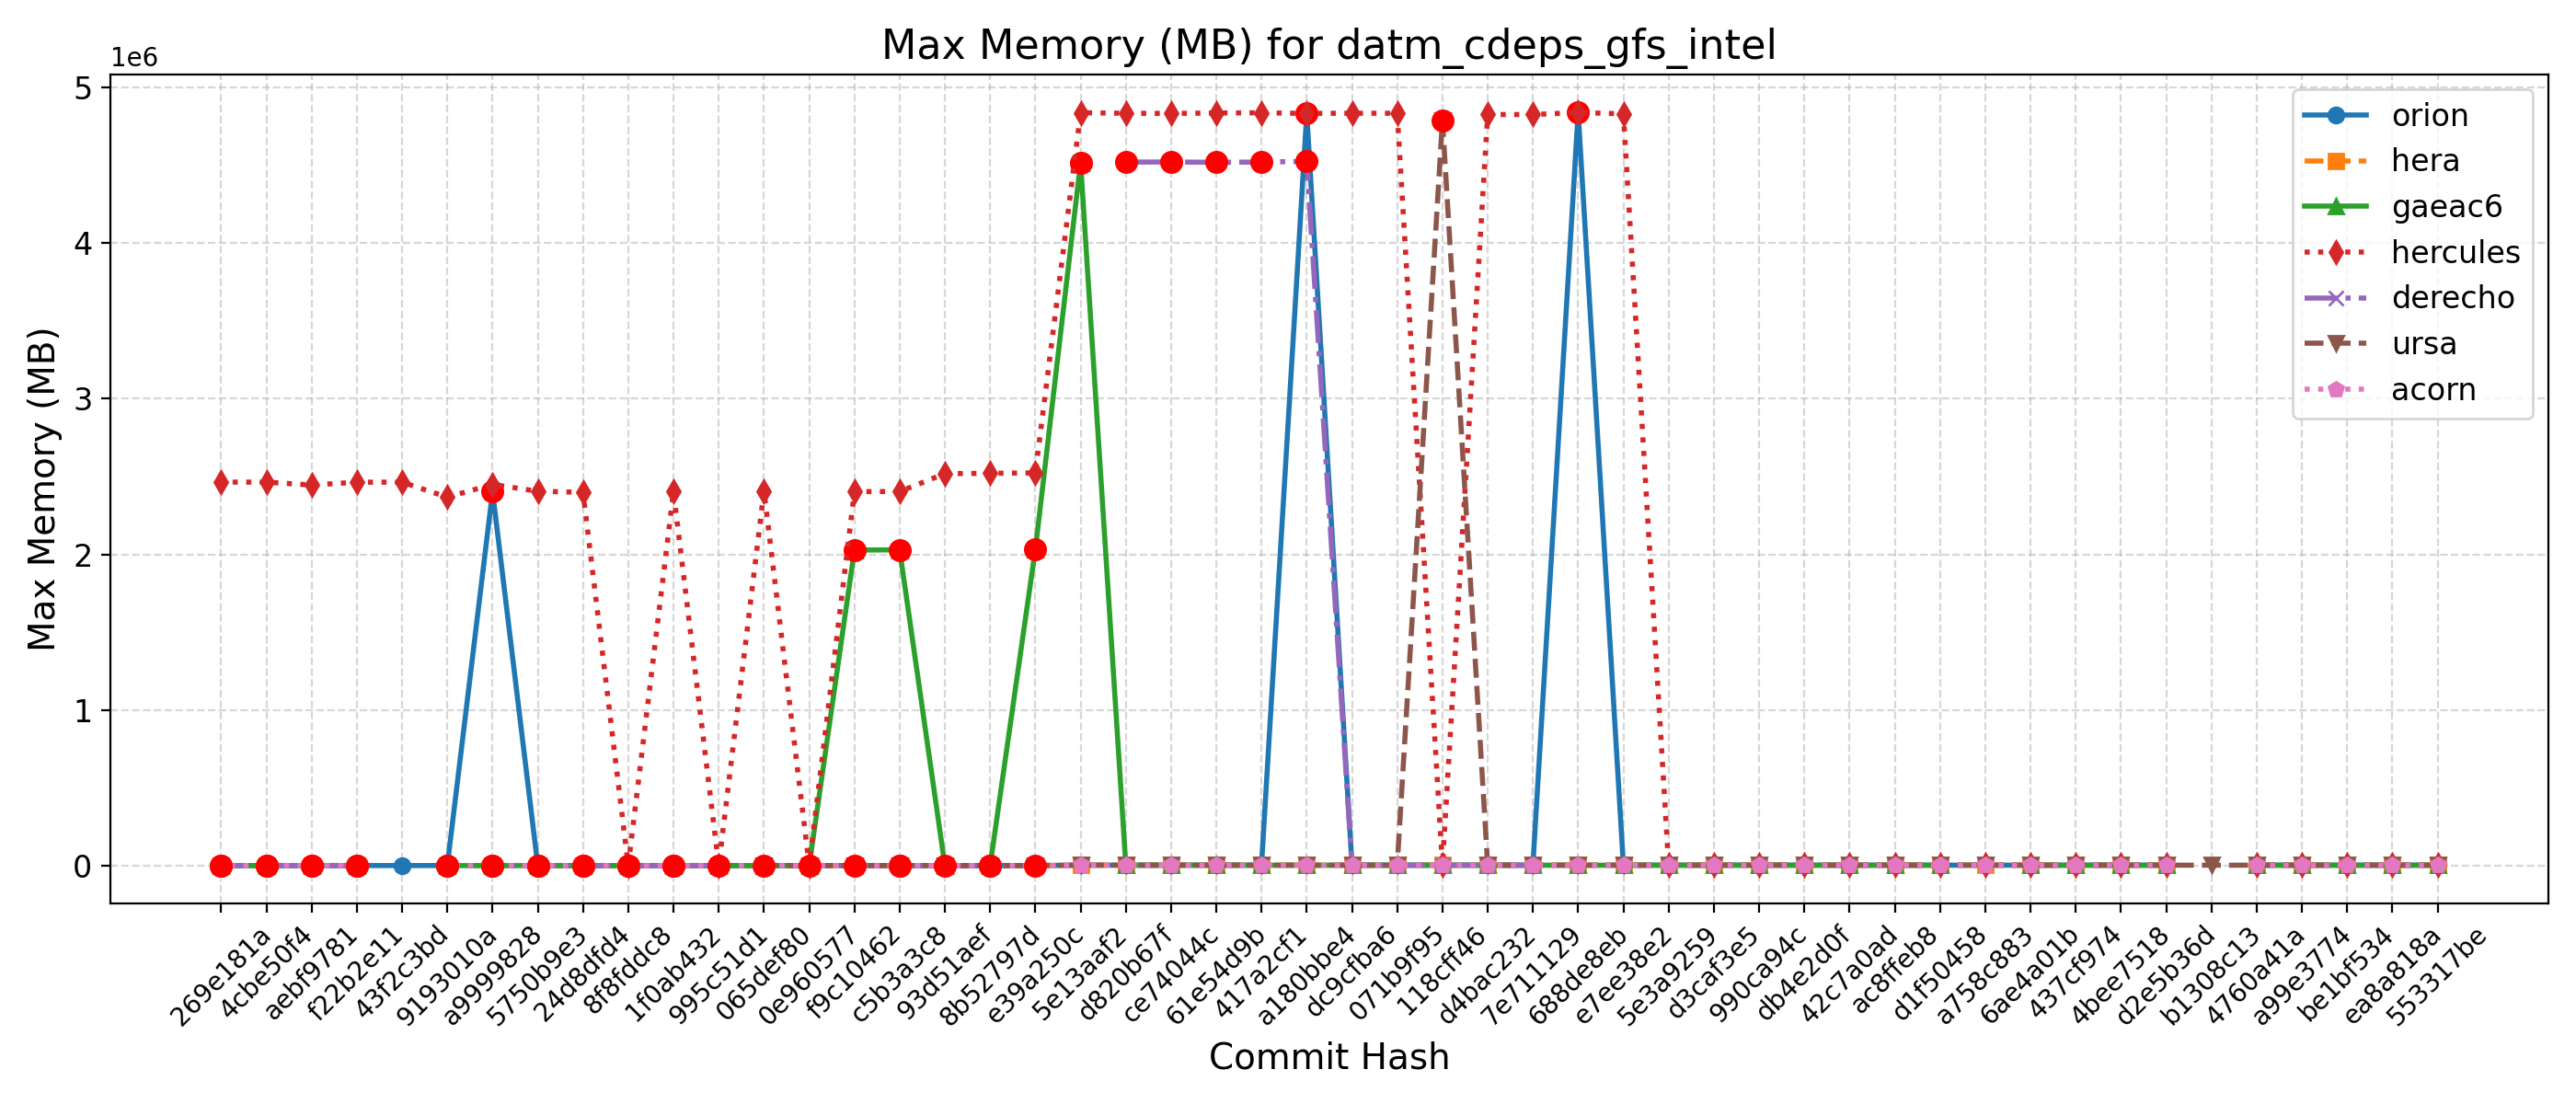 Max Memory (MB) for datm_cdeps_gfs_intel
1e6
5
4
3
2
1
0
Max Memory (MB)
orion
hera
gaeac6
hercules
derecho
ursa
acorn
269e181a
4cbe50f4
aebf9781
f22b2e11
43f2c3bd
9193010a
a9999828
5750b9e3
24d8dfd4
8f8fddc8
1f0ab432
995c51d1
065def80
0e960577
f9c10462
c5b3a3c8
93d51aef
8b52797d
e39a250c
5e13aaf2
d820b67f
ce74044c
61e54d9b
417a2cf1
a180bbe4
dc9cfba6
071b9f95
118cff46
d4bac232
7e711129
688de8eb
e7ee38e2
5e3a9259
d3caf3e5
990ca94c
db4e2d0f
42c7a0ad
ac8ffeb8
d1f50458
a758c883
6ae4a01b
437cf974
4bee7518
d2e5b36d
b1308c13
4760a41a
a99e3774
be1bf534
ea8a818a
553317be
Commit Hash